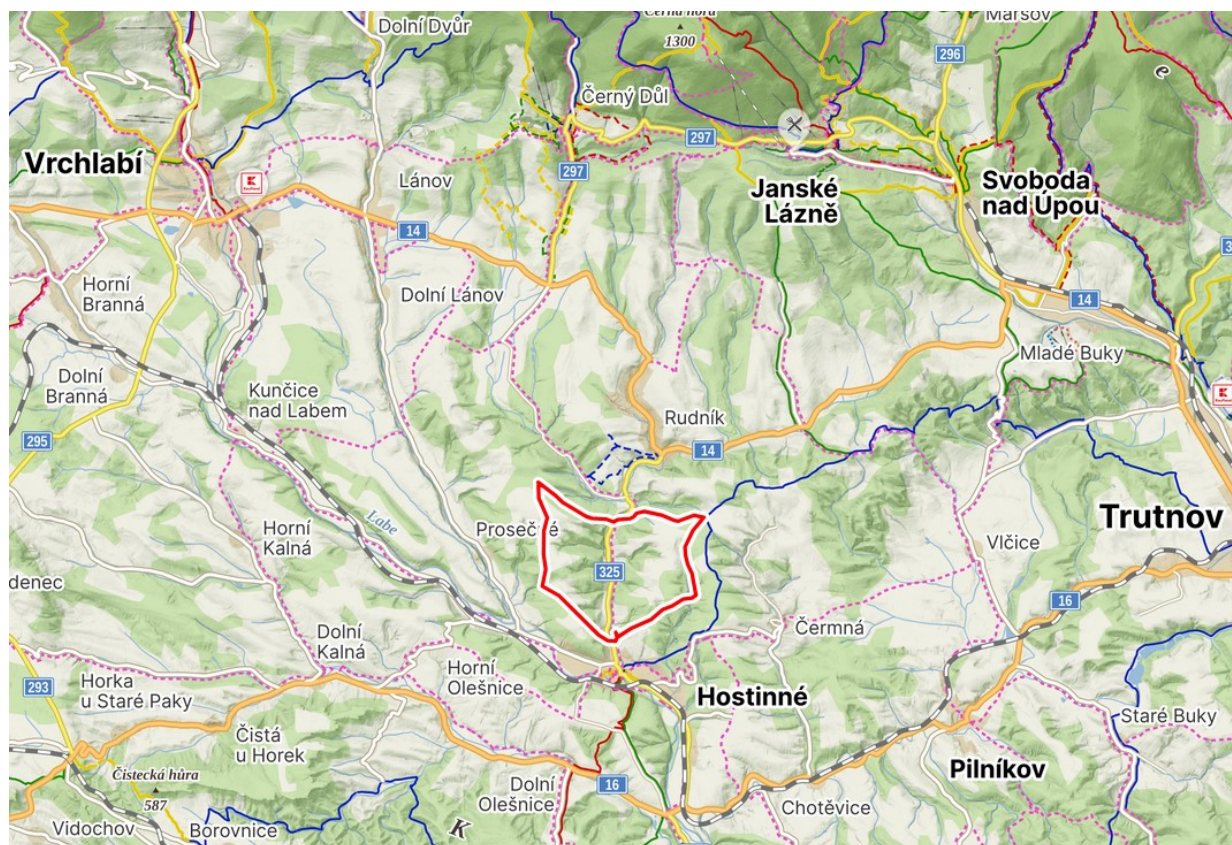 Dolní Dvůr
Černá hora
1300
Maršov
296
e
Černý Důl
297
297
Vrchlabí
Kaufland
Lánov
Janské
Lázně
Svoboda
nad Úpou
14
14
Horní
Branná
Dolní Lánov
Mladé Buky
Kaufland
Dolní
Branná
Kunčice
nad Labem
Rudník
14
295
Labe
Prosečné
Trutnov
Horní
Kalná
Vlčice
325
16
Dolní
Kalná
Čermná
Horní
Olešnice
Hostinné
293
Horka
u Staré Paky
Čistá
u Horek
Staré Buky
Čistecká hůra
587
Pilníkov
Dolní
Olešnice
16
Chotěvice
Vidochov
Borovnice
K